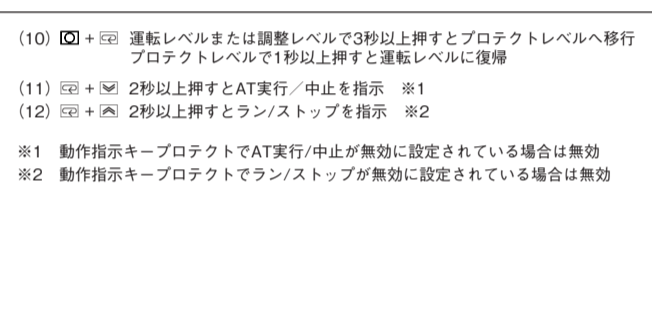 (10) + 運転レベルまたは調整レベルで3秒以上押すとプロテクトレベルへ移行
プロテクトレベルで1秒以上押すと運転レベルに復帰
(11) + 2秒以上押すとAT実行／中止を指示 ※1
(12) + 2秒以上押すとラン/ストップを指示 ※2
※1 動作指示キープロテクトでAT実行/中止が無効に設定されている場合は無効
※2 動作指示キープロテクトでラン/ストップが無効に設定されている場合は無効